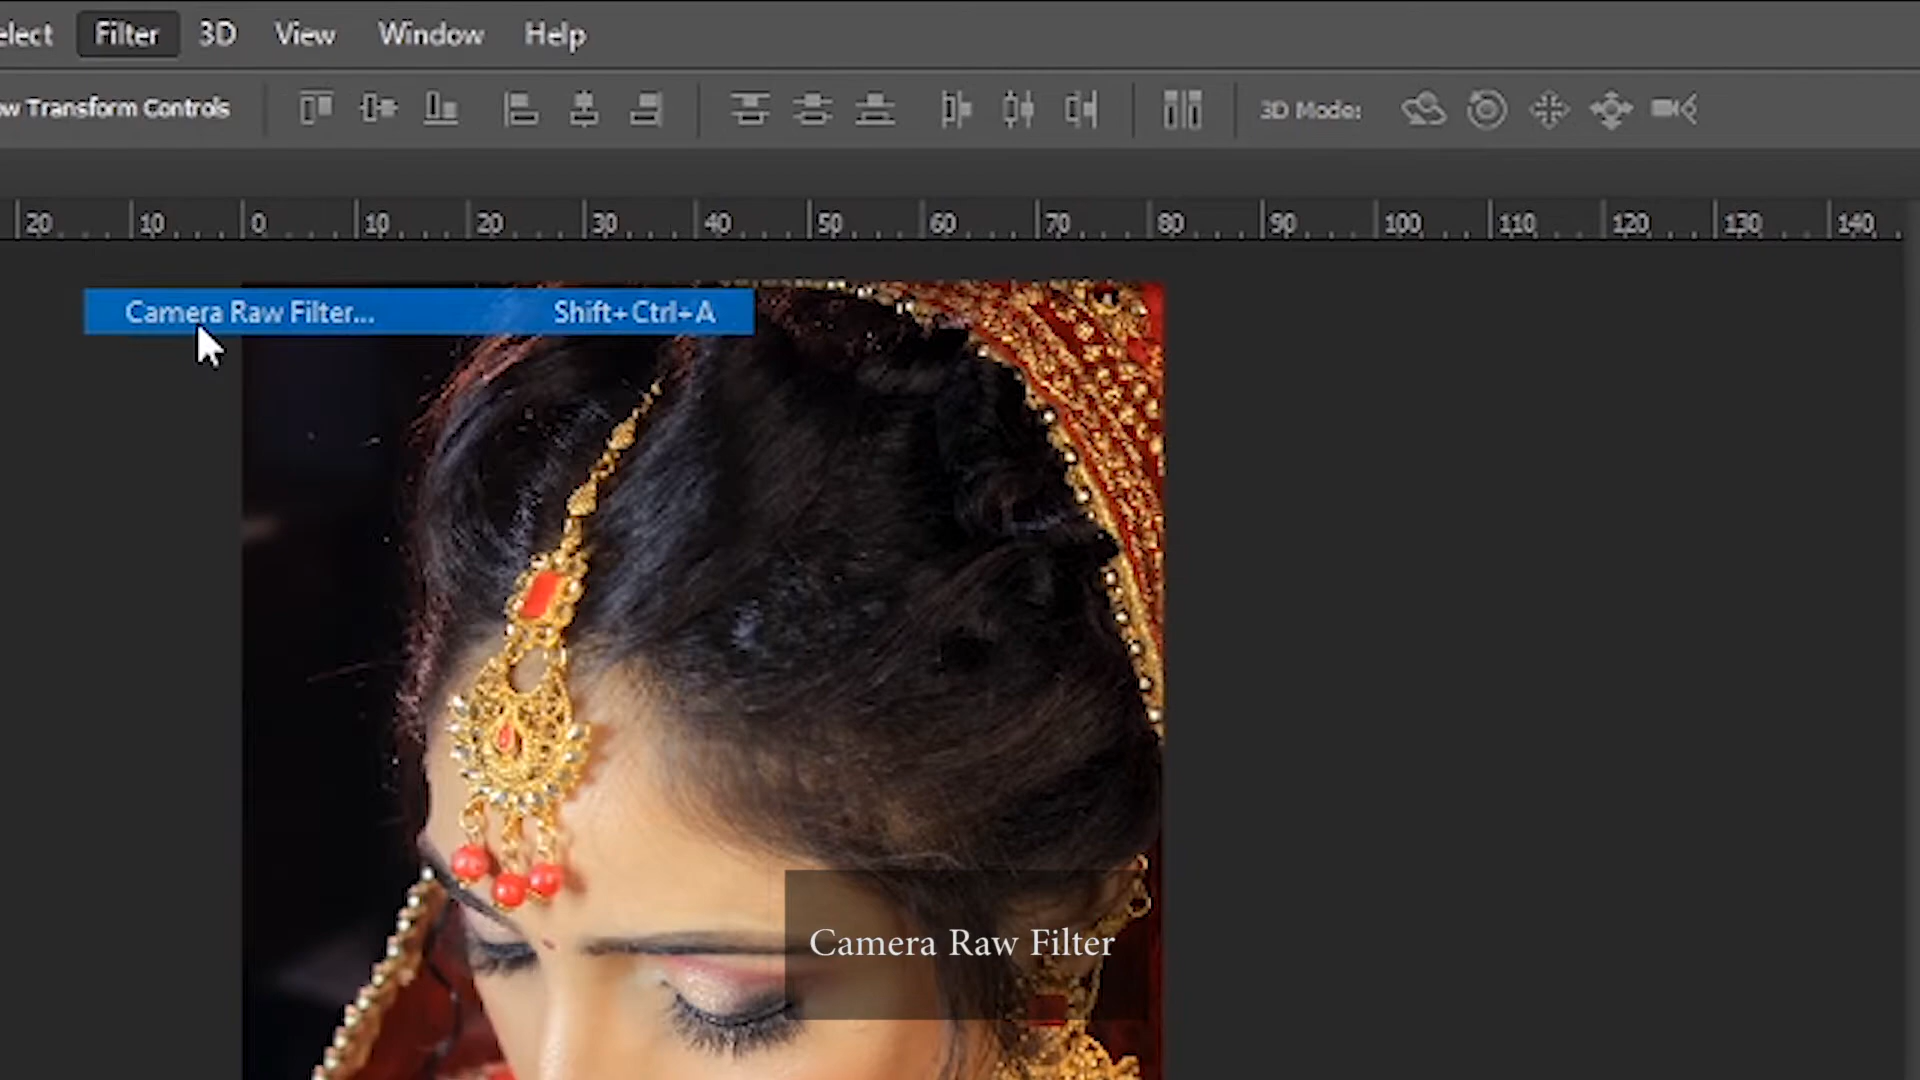 elect Filter 3D View Window Help
w Transform Controls 3D Mode:
20 10 0 10 20 30 40 50 60 70 80 90 100 110 120 130 140
Camera Raw Filter... Shift+Ctrl+A
Camera Raw Filter